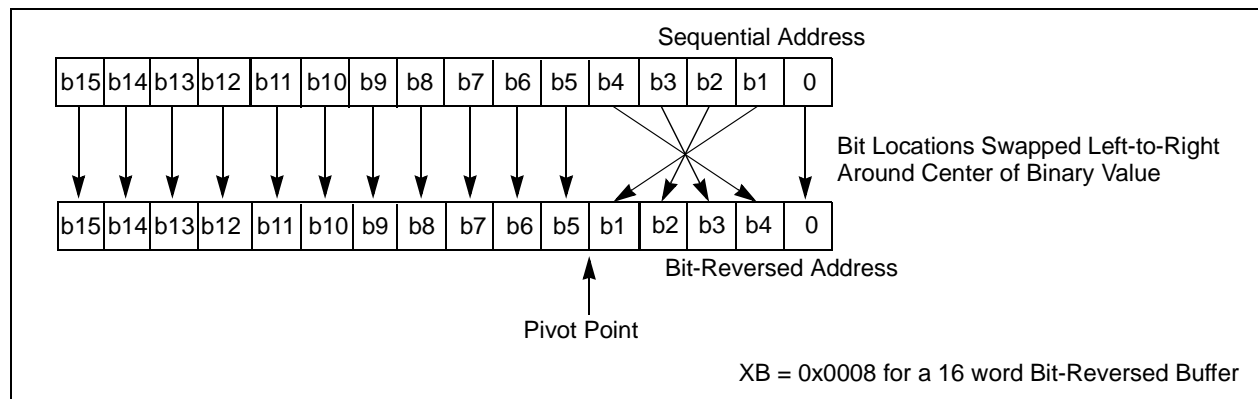 Sequential Address
b15 b14 b13 b12 b11 b10 b9 b8 b7 b6 b5 b4 b3 b2 b1 0
Bit Locations Swapped Left-to-Right
Around Center of Binary Value
b15 b14 b13 b12 b11 b10 b9 b8 b7 b6 b5 b1 b2 b3 b4 0
Bit-Reversed Address
Pivot Point
XB = 0x0008 for a 16 word Bit-Reversed Buffer